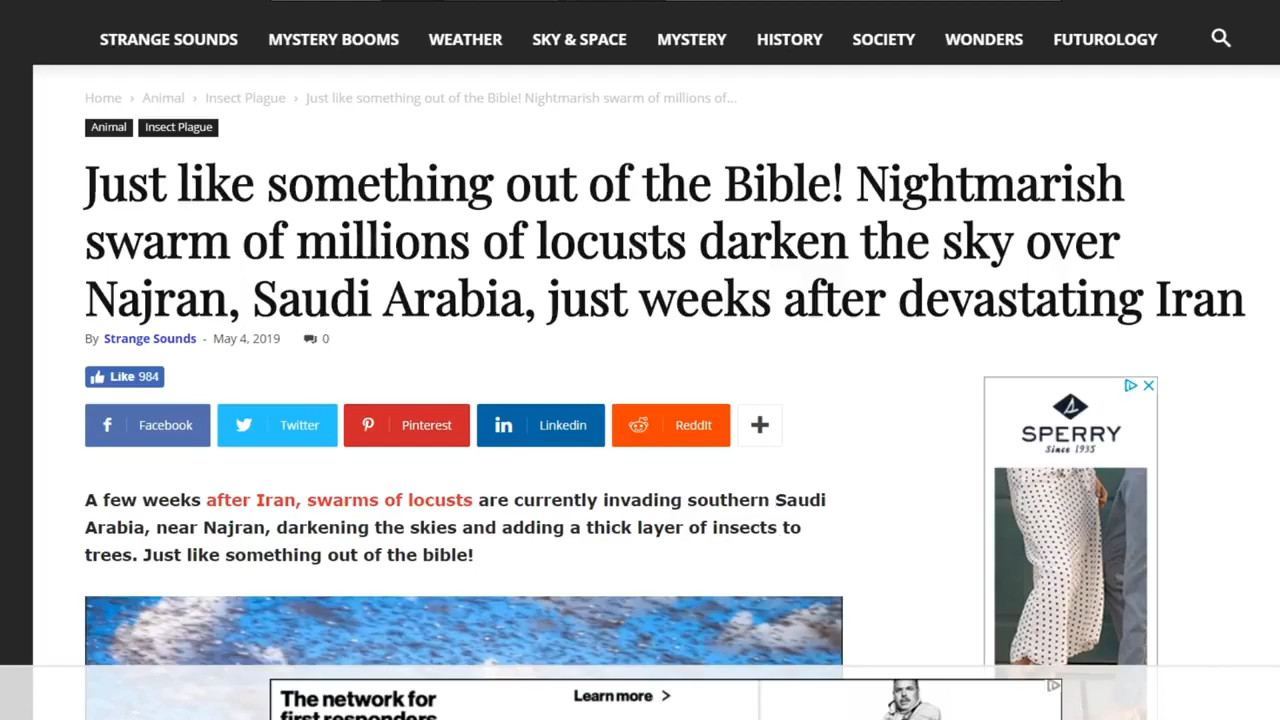 STRANGE SOUNDS MYSTERY BOOMS WEATHER SKY & SPACE MYSTERY HISTORY SOCIETY WONDERS FUTUROLOGY
Home › Animal › Insect Plague › Just like something out of the Bible! Nightmarish swarm of millions of...
Animal Insect Plague
Just like something out of the Bible! Nightmarish
swarm of millions of locusts darken the sky over
Najran, Saudi Arabia, just weeks after devastating Iran
By Strange Sounds - May 4, 2019 0
Like 984
Facebook Twitter Pinterest Linkedin ReddIt
SPERRY
Since 1935
A few weeks after Iran, swarms of locusts are currently invading southern Saudi
Arabia, near Najran, darkening the skies and adding a thick layer of insects to
trees. Just like something out of the bible!
The network for
first responders
Learn more >